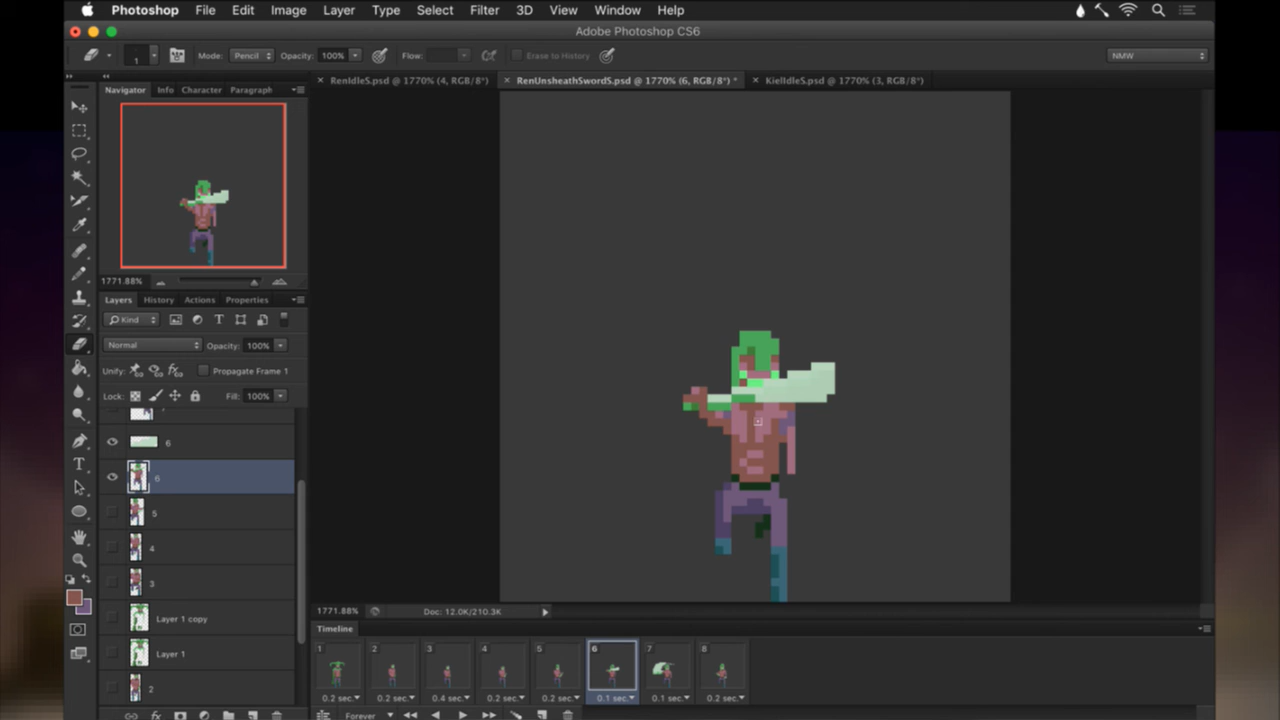 Photoshop File Edit Image Layer Type Select Filter 3D View Window Help
Adobe Photoshop CS6
1 Mode: Pencil Opacity: 100% Flow: Erase to History NMW
RenIdleS.psd @ 1770% (4, RGB/8*) RenUnsheathSwordS.psd @ 1770% (6, RGB/8*) * KielIdleS.psd @ 1770% (3, RGB/8*)
Navigator Info Character Paragraph
1771.88%
Layers History Actions Properties
Kind
Normal Opacity: 100%
Unify: Propagate Frame 1
Lock: Fill: 100%
6
6
5
4
3
Layer 1 copy
Layer 1
2
1771.88% Doc: 12.0K/210.3K
Timeline
1 2 3 4 5 6 7 8
0.2 sec. 0.2 sec. 0.4 sec. 0.2 sec. 0.2 sec. 0.1 sec. 0.1 sec. 0.2 sec.
Forever